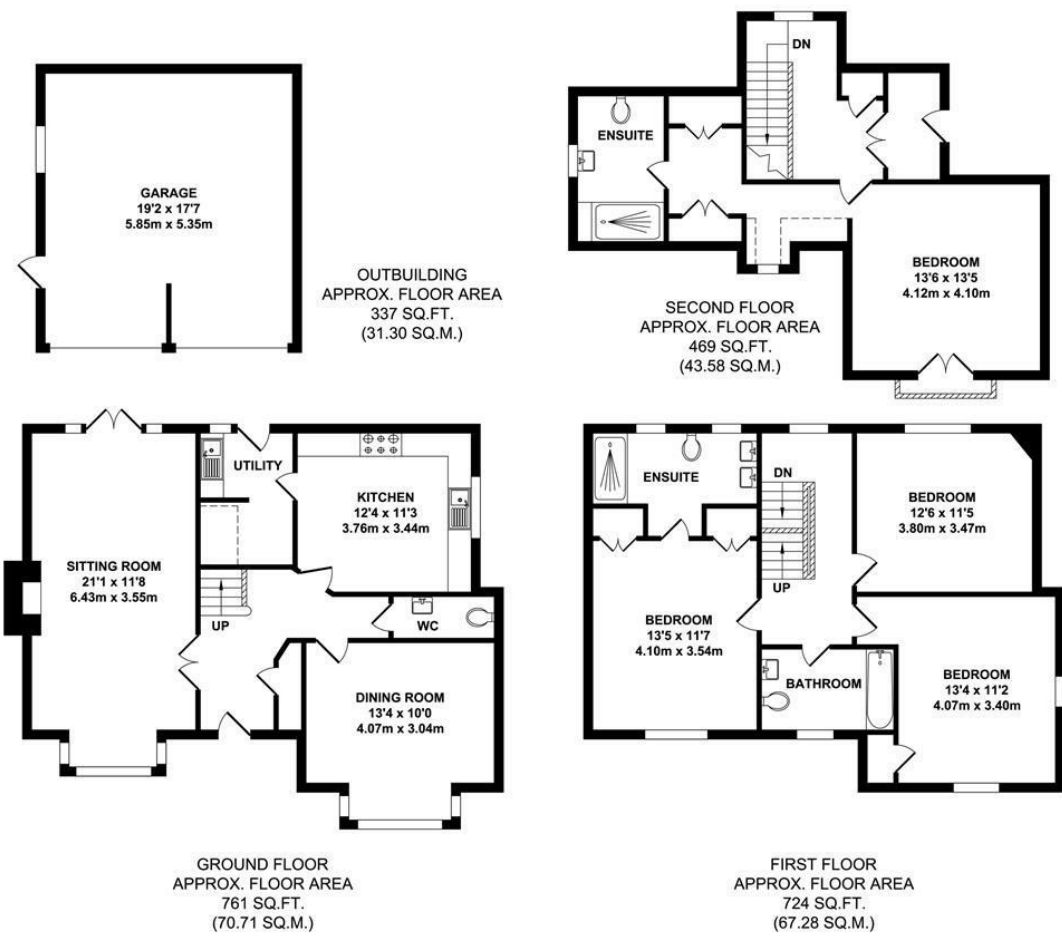 GARAGE
19'2 x 17'7
5.85m x 5.35m
OUTBUILDING
APPROX. FLOOR AREA
337 SQ.FT.
(31.30 SQ.M.)
DN
ENSUITE
BEDROOM
13'6 x 13'5
4.12m x 4.10m
SECOND FLOOR
APPROX. FLOOR AREA
469 SQ.FT.
(43.58 SQ.M.)
UTILITY
KITCHEN
12'4 x 11'3
3.76m x 3.44m
SITTING ROOM
21'1 x 11'8
6.43m x 3.55m
UP
WC
DINING ROOM
13'4 x 10'0
4.07m x 3.04m
GROUND FLOOR
APPROX. FLOOR AREA
761 SQ.FT.
(70.71 SQ.M.)
ENSUITE
DN
BEDROOM
12'6 x 11'5
3.80m x 3.47m
UP
BEDROOM
13'5 x 11'7
4.10m x 3.54m
BATHROOM
BEDROOM
13'4 x 11'2
4.07m x 3.40m
FIRST FLOOR
APPROX. FLOOR AREA
724 SQ.FT.
(67.28 SQ.M.)